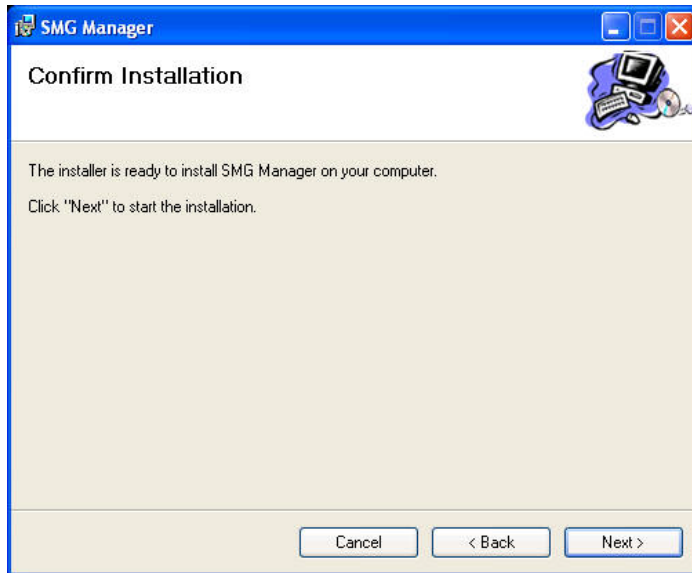 SMG Manager
Confirm Installation
The installer is ready to install SMG Manager on your computer.
Click "Next" to start the installation.
Cancel
< Back
Next >